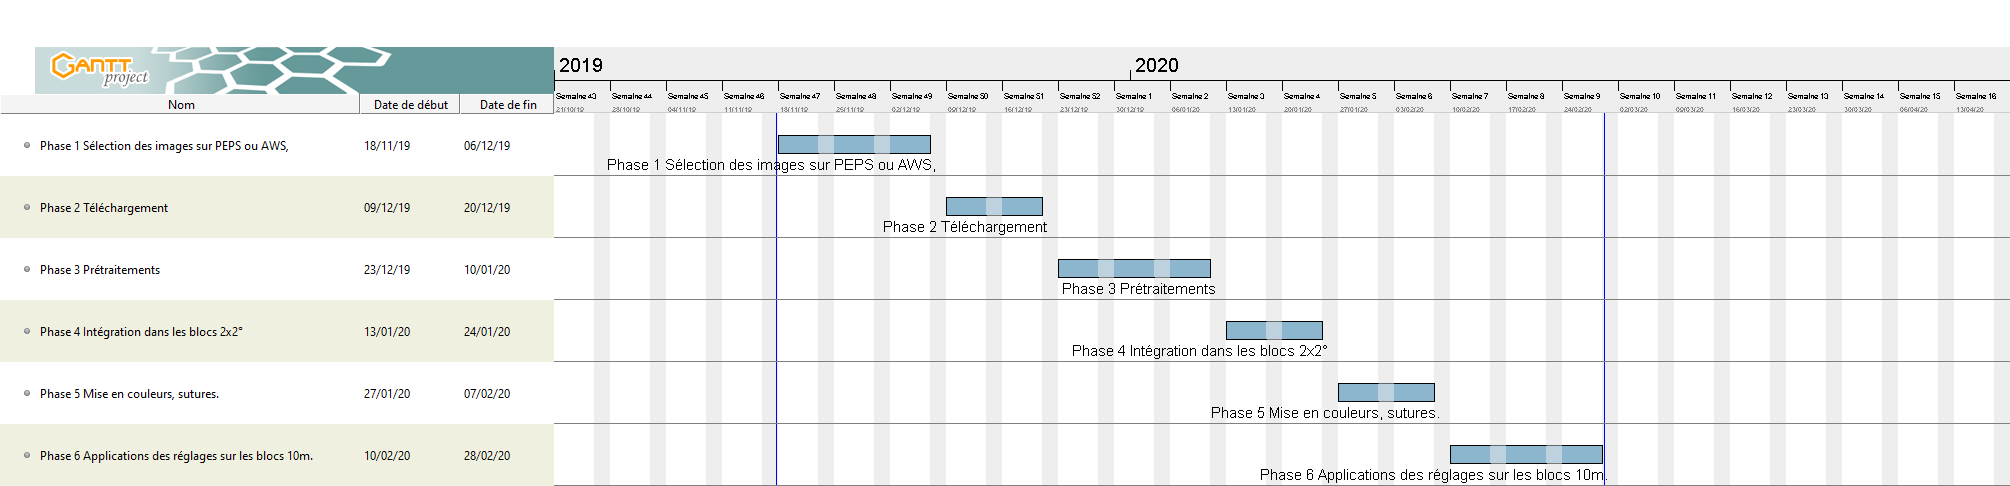 GANTT
project
2019
2020
Nom Date de début Date de fin
Semaine 43 Semaine 44 Semaine 45 Semaine 46 Semaine 47 Semaine 48 Semaine 49 Semaine 50 Semaine 51 Semaine 52 Semaine 1 Semaine 2 Semaine 3 Semaine 4 Semaine 5 Semaine 6 Semaine 7 Semaine 8 Semaine 9 Semaine 10 Semaine 11 Semaine 12 Semaine 13 Semaine 14 Semaine 15 Semaine 16
21/10/19 28/10/19 04/11/19 11/11/19 18/11/19 25/11/19 02/12/19 09/12/19 16/12/19 23/12/19 30/12/19 06/01/20 13/01/20 20/01/20 27/01/20 03/02/20 10/02/20 17/02/20 24/02/20 02/03/20 09/03/20 16/03/20 23/03/20 30/03/20 06/04/20 13/04/20
Phase 1 Sélection des images sur PEPS ou AWS, 18/11/19 06/12/19
Phase 1 Sélection des images sur PEPS ou AWS,
Phase 2 Téléchargement 09/12/19 20/12/19
Phase 2 Téléchargement
Phase 3 Prétraitements 23/12/19 10/01/20
Phase 3 Prétraitements
Phase 4 Intégration dans les blocs 2x2° 13/01/20 24/01/20
Phase 4 Intégration dans les blocs 2x2°
Phase 5 Mise en couleurs, sutures. 27/01/20 07/02/20
Phase 5 Mise en couleurs, sutures.
Phase 6 Applications des réglages sur les blocs 10m. 10/02/20 28/02/20
Phase 6 Applications des réglages sur les blocs 10m.